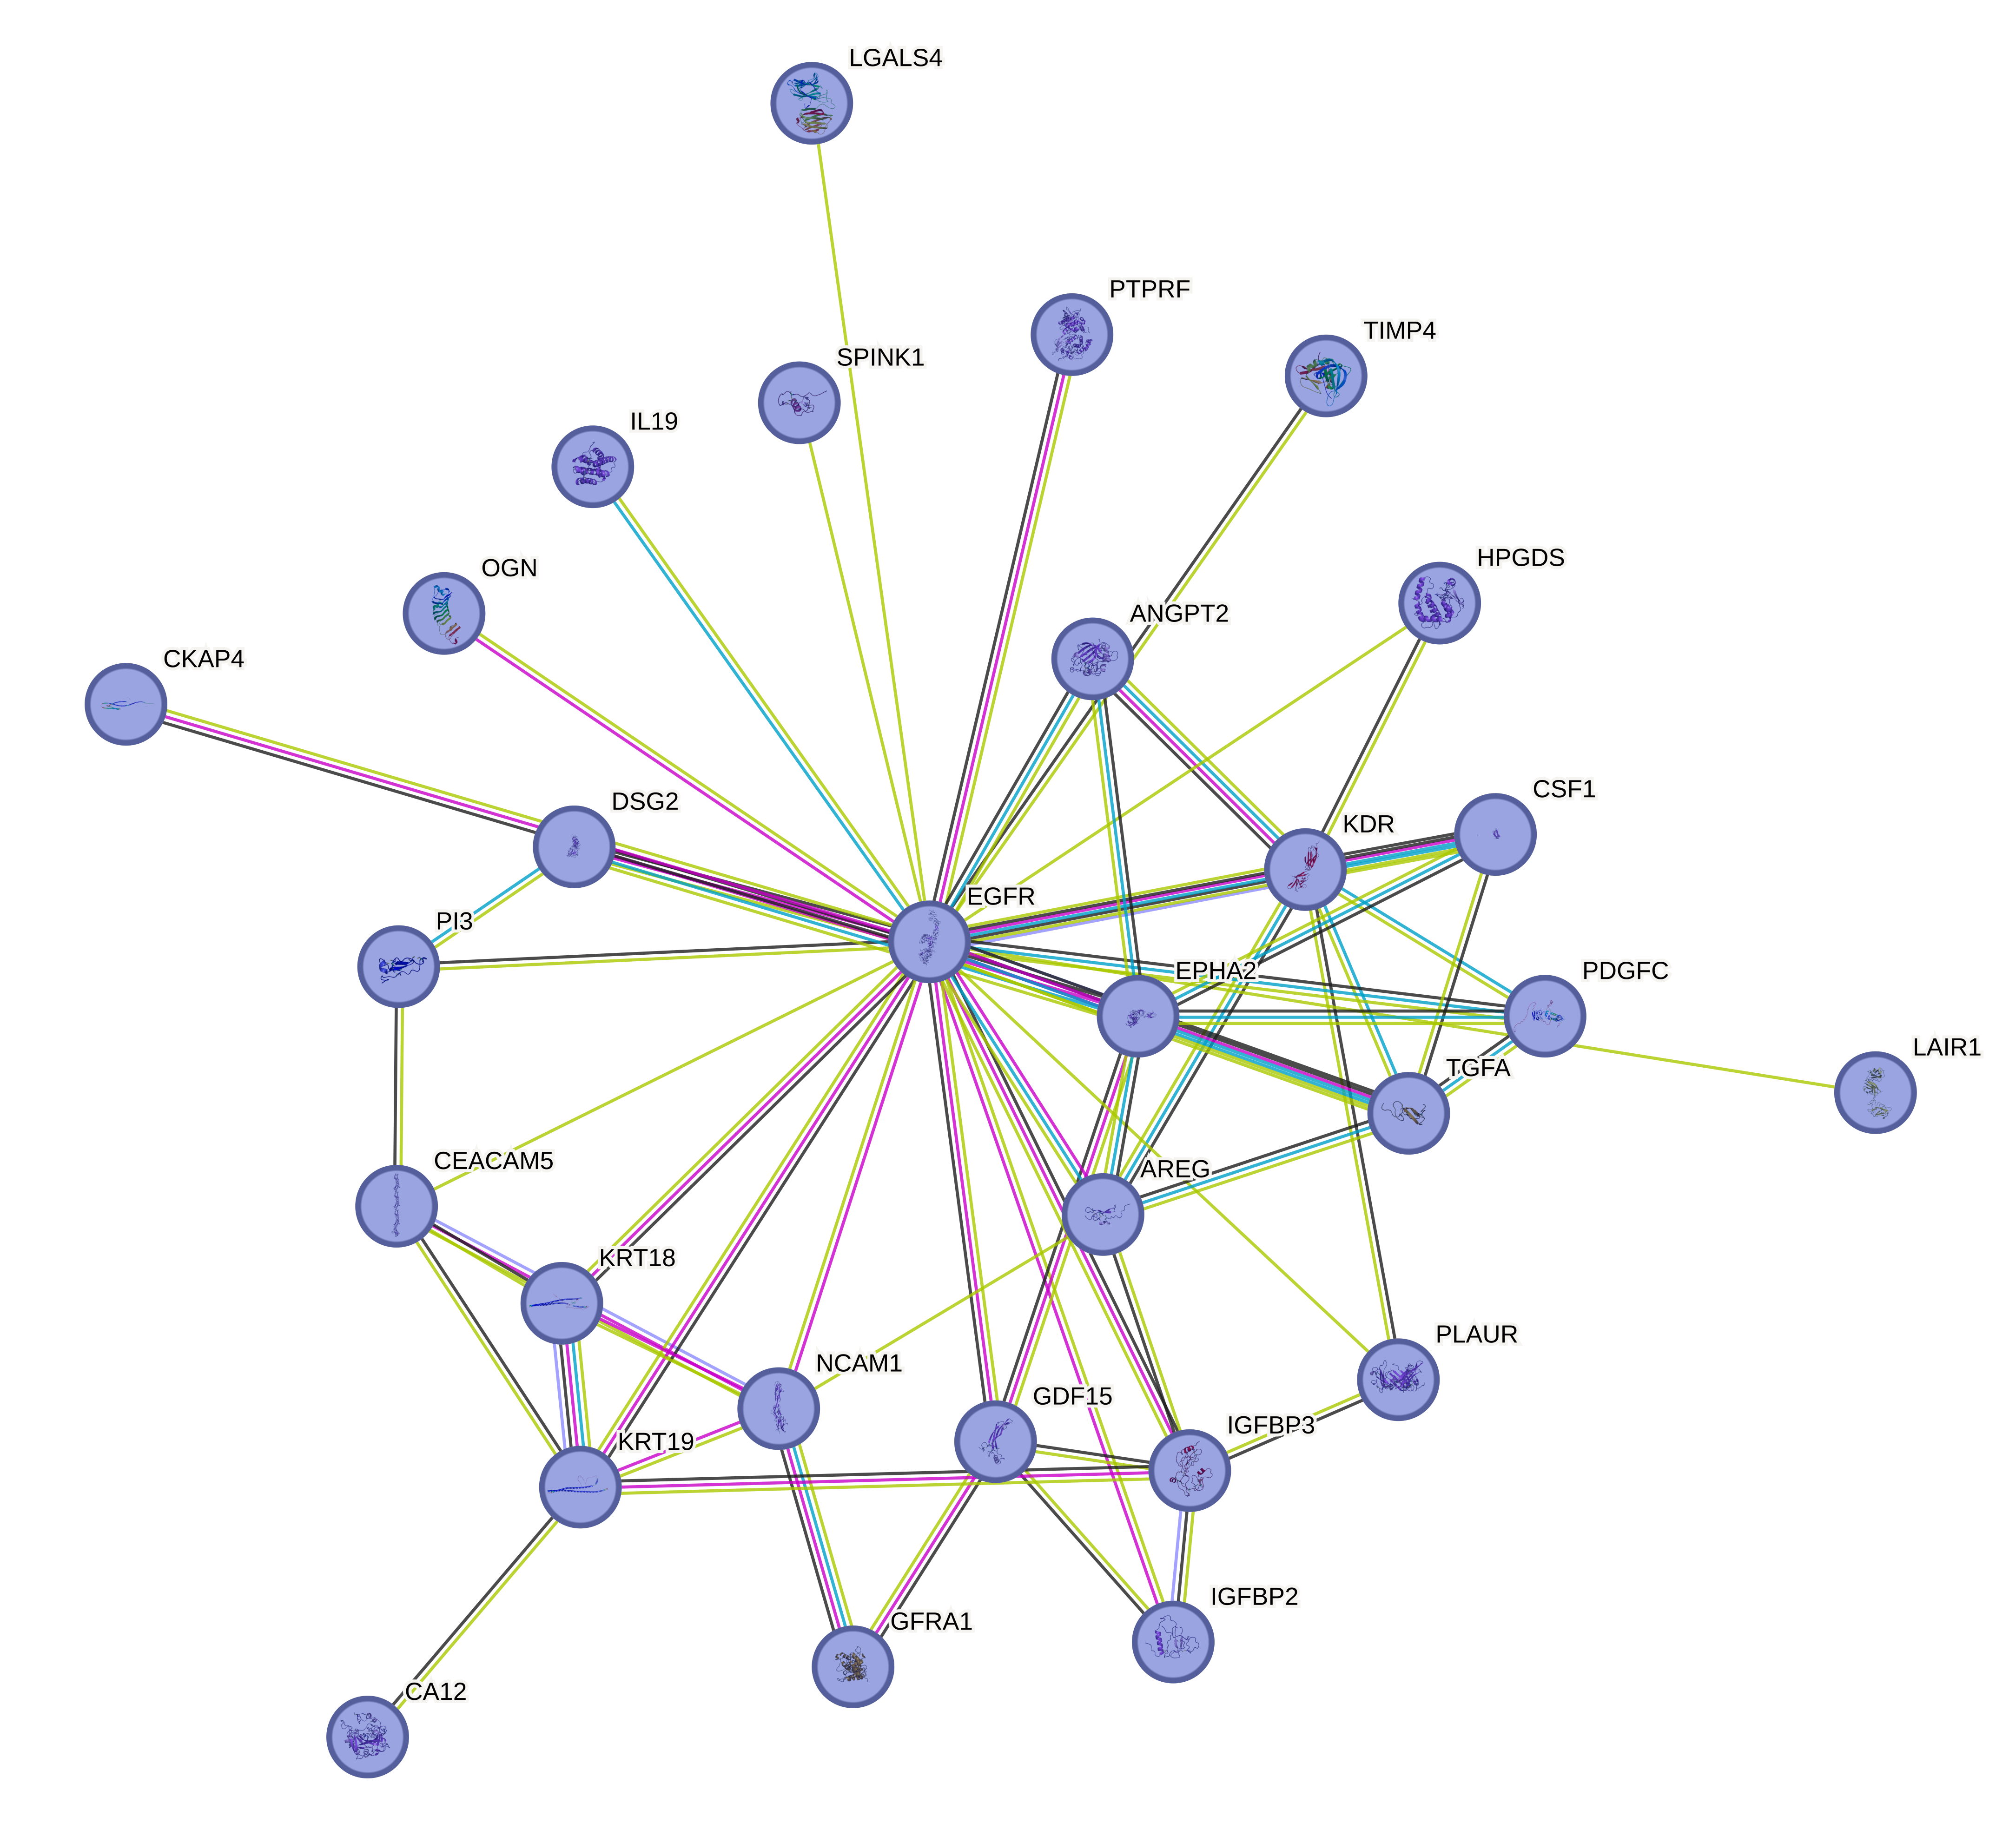 LGALS4
PTPRF
TIMP4
SPINK1
IL19
HPGDS
OGN
ANGPT2
CKAP4
CSF1
DSG2
KDR
EGFR
PI3
EPHA2
PDGFC
LAIR1
TGFA
CEACAM5
AREG
KRT18
PLAUR
NCAM1
GDF15
IGFBP3
KRT19
IGFBP2
GFRA1
CA12